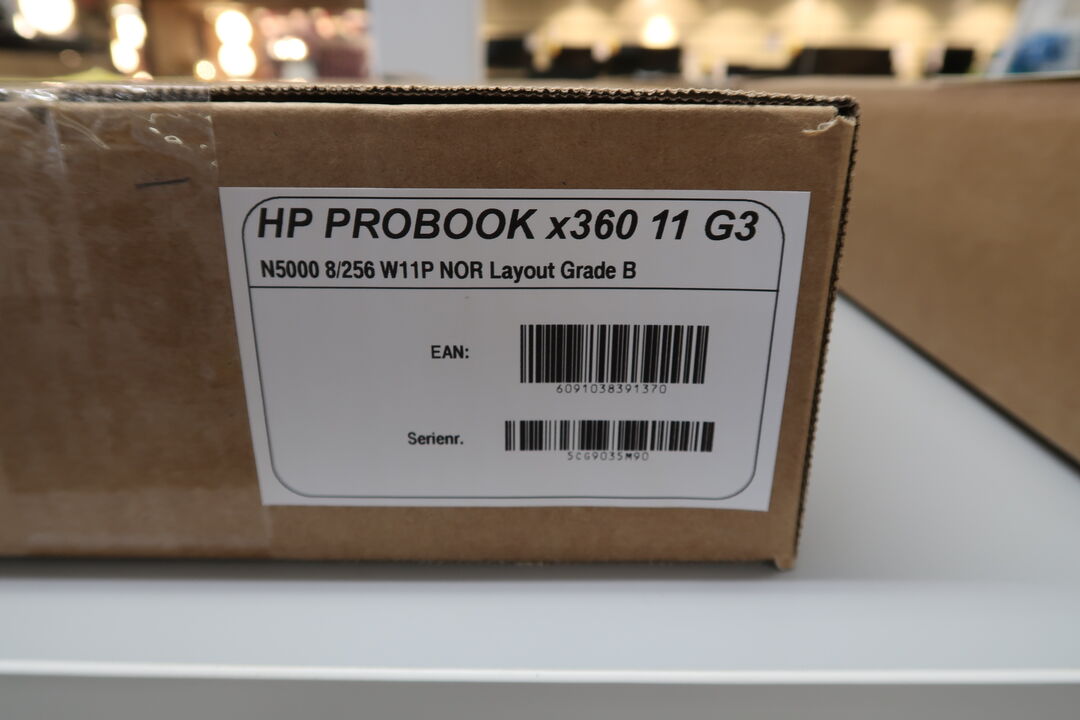 HP PROBOOK x360 11 G3
N5000 8/256 W11P NOR Layout Grade B
EAN:
6091038391370
Serienr.
5CG9035M90